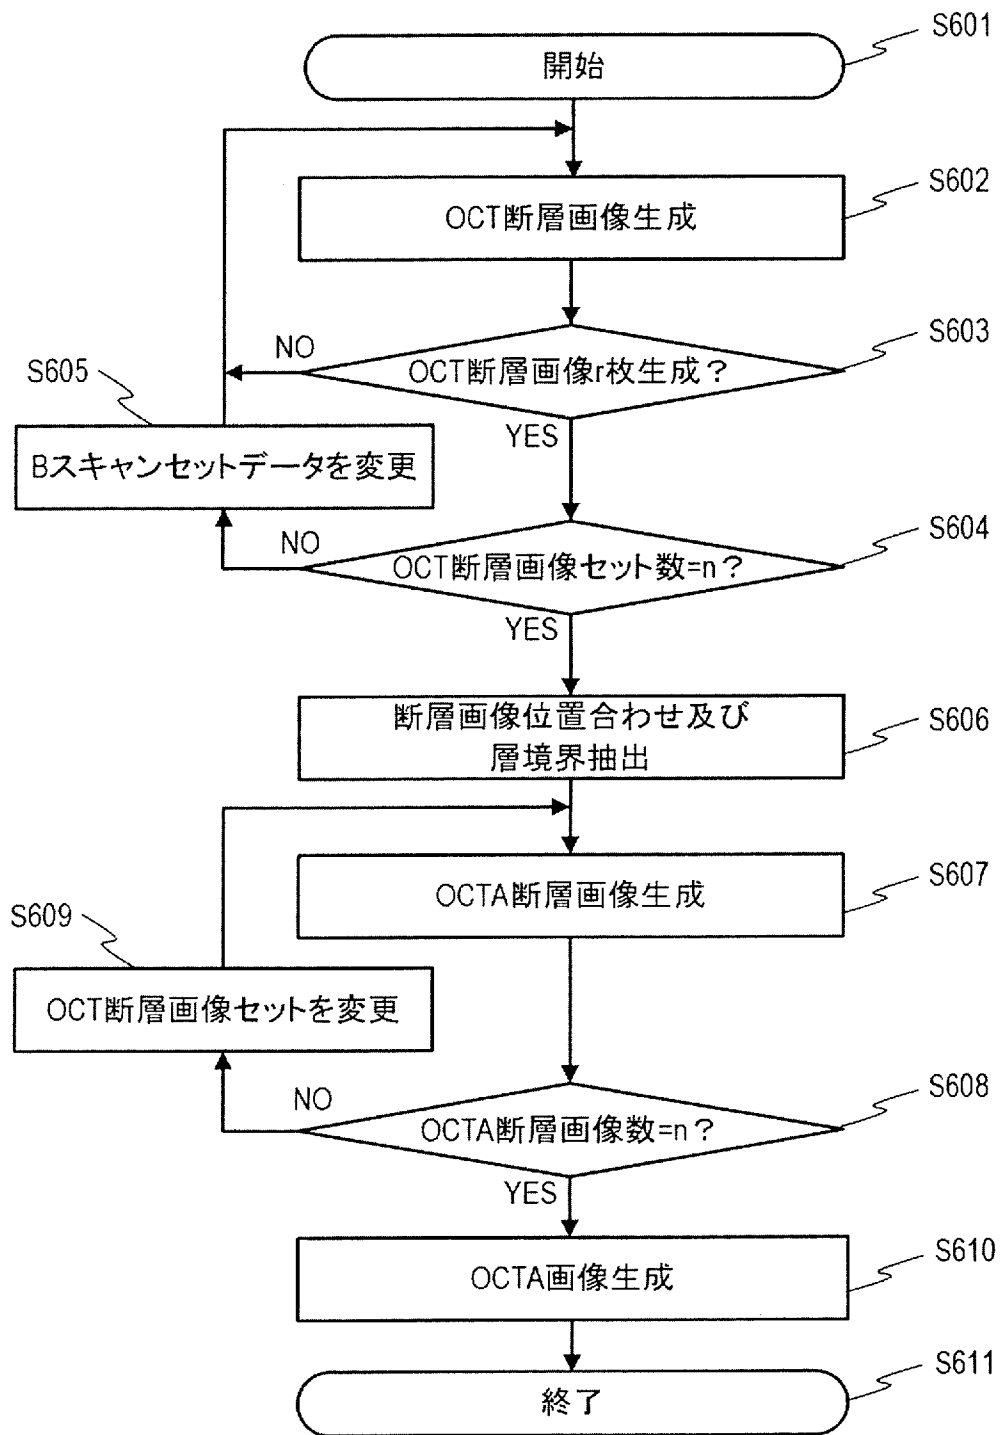 S601
開始
S602
OCT断層画像生成
S603
NO
OCT断層画像r枚生成？
S605
YES
Bスキャンセットデータを変更
S604
NO
OCT断層画像セット数=n？
YES
断層画像位置合わせ及び
層境界抽出
S606
S607
OCTA断層画像生成
S609
OCT断層画像セットを変更
S608
NO
OCTA断層画像数=n？
YES
S610
OCTA画像生成
S611
終了